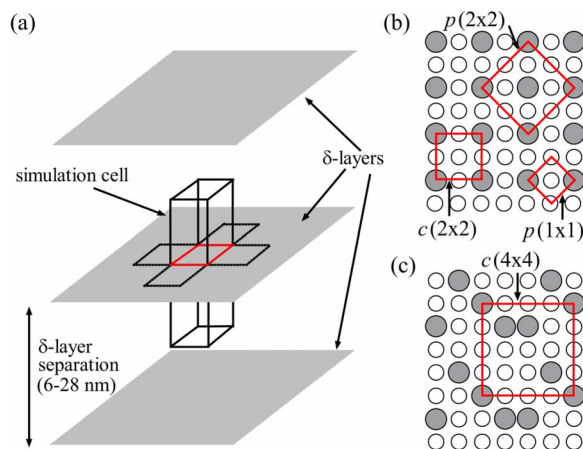 (a)
δ-layers
simulation cell
δ-layer
separation
(6-28 nm)
(b)
p(2x2)
c(2x2)
p(1x1)
(c)
c(4x4)